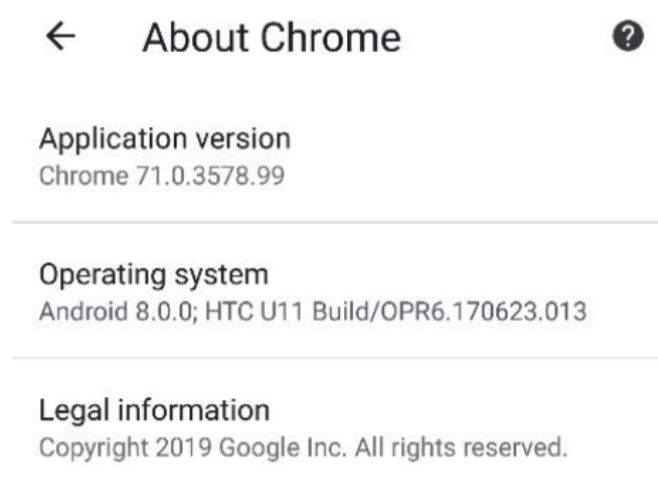 About Chrome
Application version
Chrome 71.0.3578.99
Operating system
Android 8.0.0; HTC U11 Build/OPR6.170623.013
Legal information
Copyright 2019 Google Inc. All rights reserved.